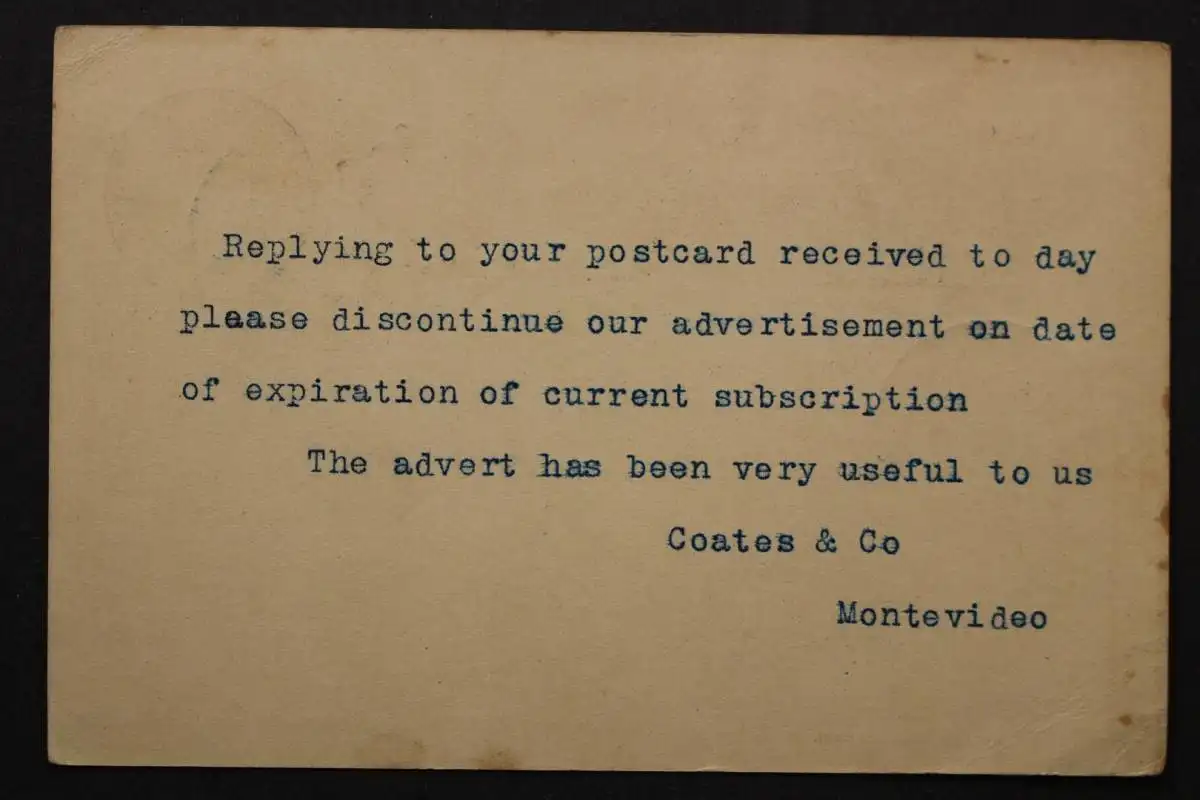 Replying to your postcard received to day
please discontinue our advertisement on date
of expiration of current subscription
The advert has been very useful to us
Coates & Co
Montevideo